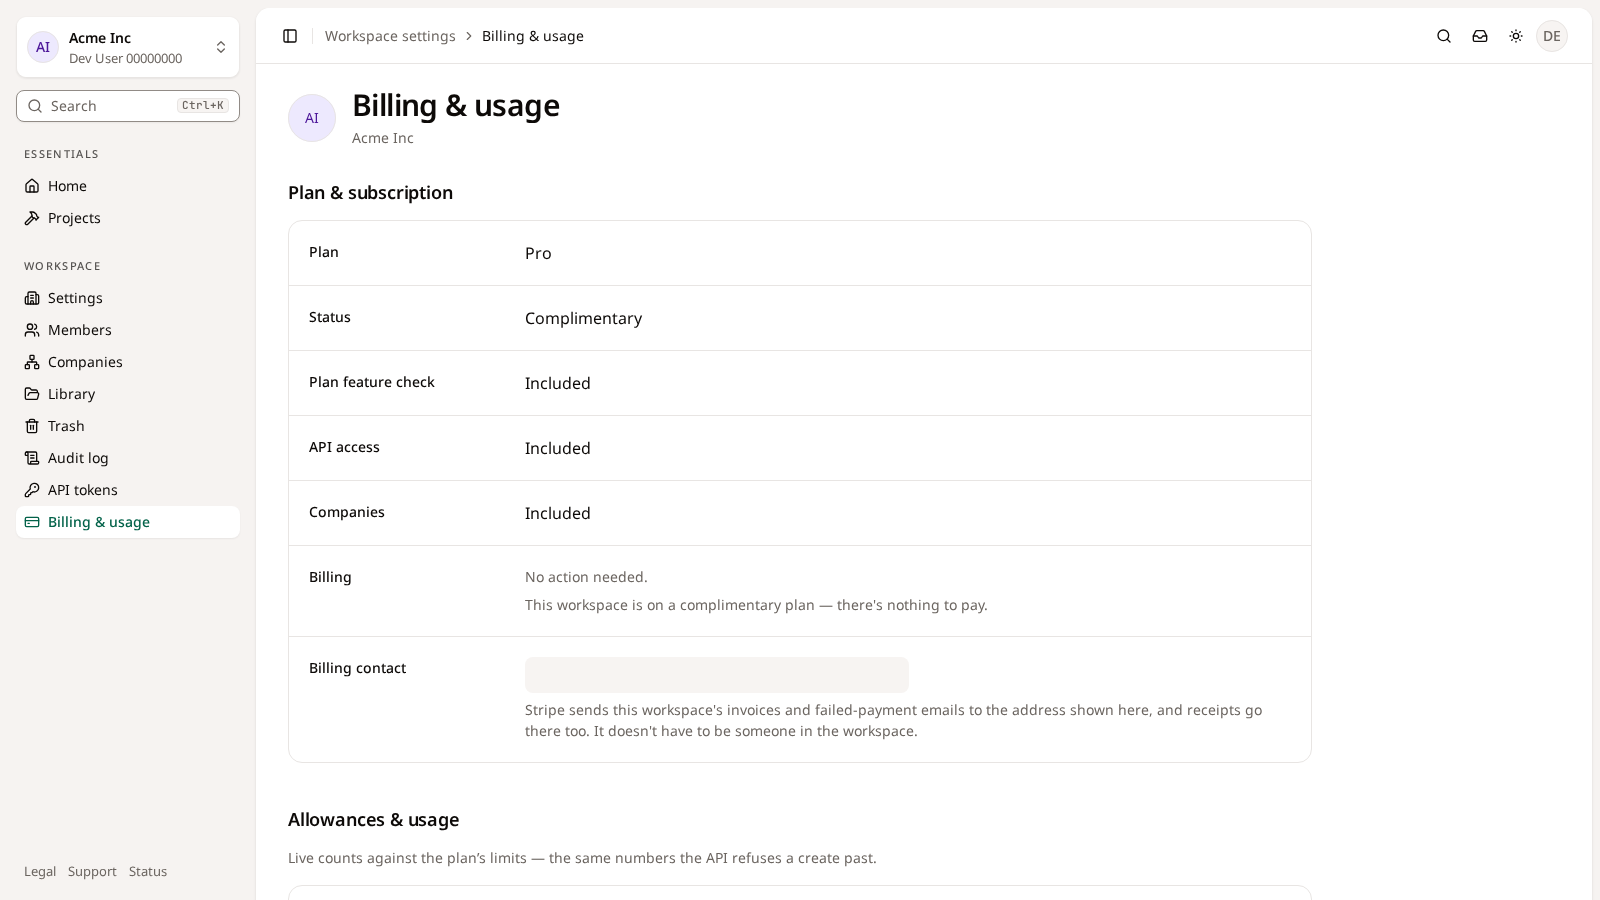 AI
Acme Inc
Dev User 00000000
Search
Ctrl+K
ESSENTIALS
Home
Projects
WORKSPACE
Settings
Members
Companies
Library
Trash
Audit log
API tokens
Billing & usage
Legal Support Status
Workspace settings > Billing & usage
DE
AI
Billing & usage
Acme Inc
Plan & subscription
Plan Pro
Status Complimentary
Plan feature check Included
API access Included
Companies Included
Billing No action needed.
This workspace is on a complimentary plan — there's nothing to pay.
Billing contact
Stripe sends this workspace's invoices and failed-payment emails to the address shown here, and receipts go
there too. It doesn't have to be someone in the workspace.
Allowances & usage
Live counts against the plan’s limits — the same numbers the API refuses a create past.